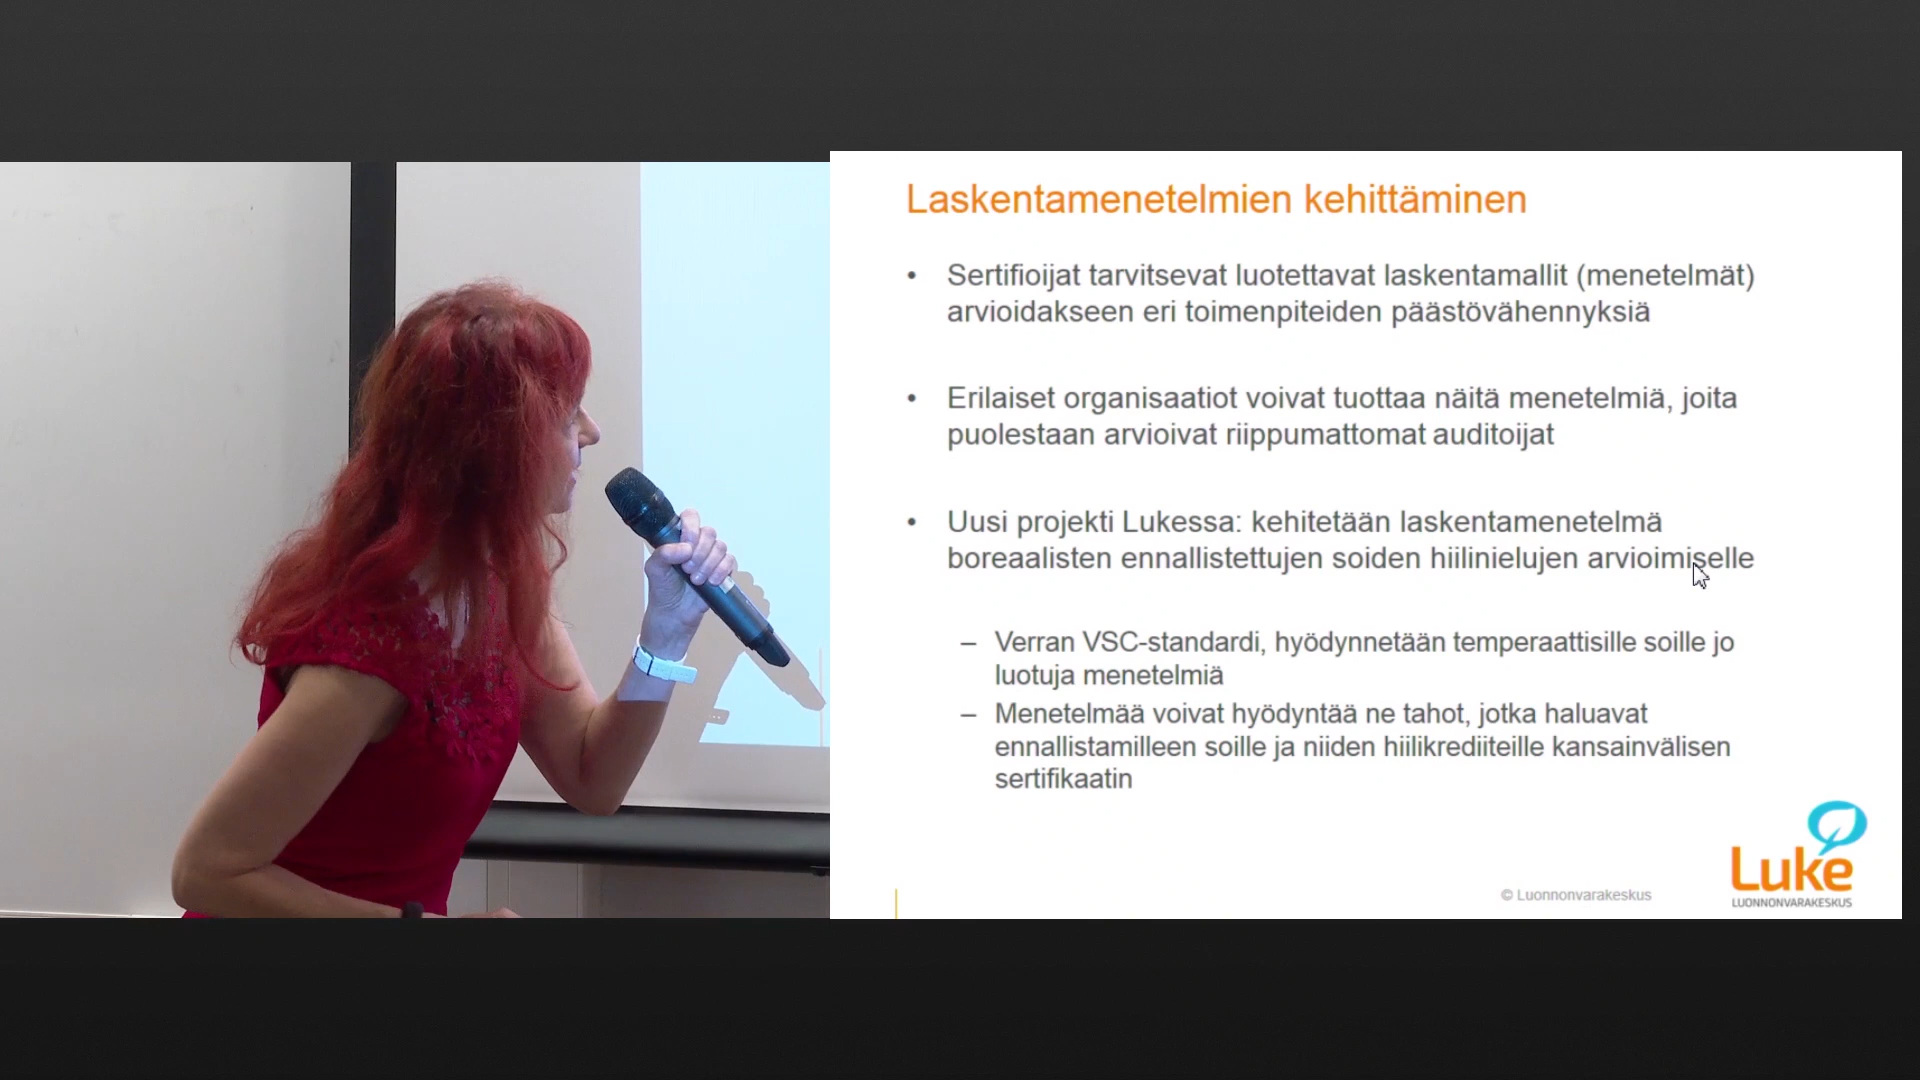 Laskentamenetelmien kehittäminen
• Sertifioijat tarvitsevat luotettavat laskentamallit (menetelmät)
arvioidakseen eri toimenpiteiden päästövähennyksiä
• Erilaiset organisaatiot voivat tuottaa näitä menetelmiä, joita
puolestaan arvioivat riippumattomat auditoijat
• Uusi projekti Lukessa: kehitetään laskentamenetelmä
boreaalisten ennallistettujen soiden hiilinielujen arvioimiselle
– Verran VSC-standardi, hyödynnetään temperaattisille soille jo
luotuja menetelmiä
– Menetelmää voivat hyödyntää ne tahot, jotka haluavat
ennallistamilleen soille ja niiden hiilikrediiteille kansainvälisen
sertifikaatin
© Luonnonvarakeskus
Luke
LUONNONVARAKESKUS